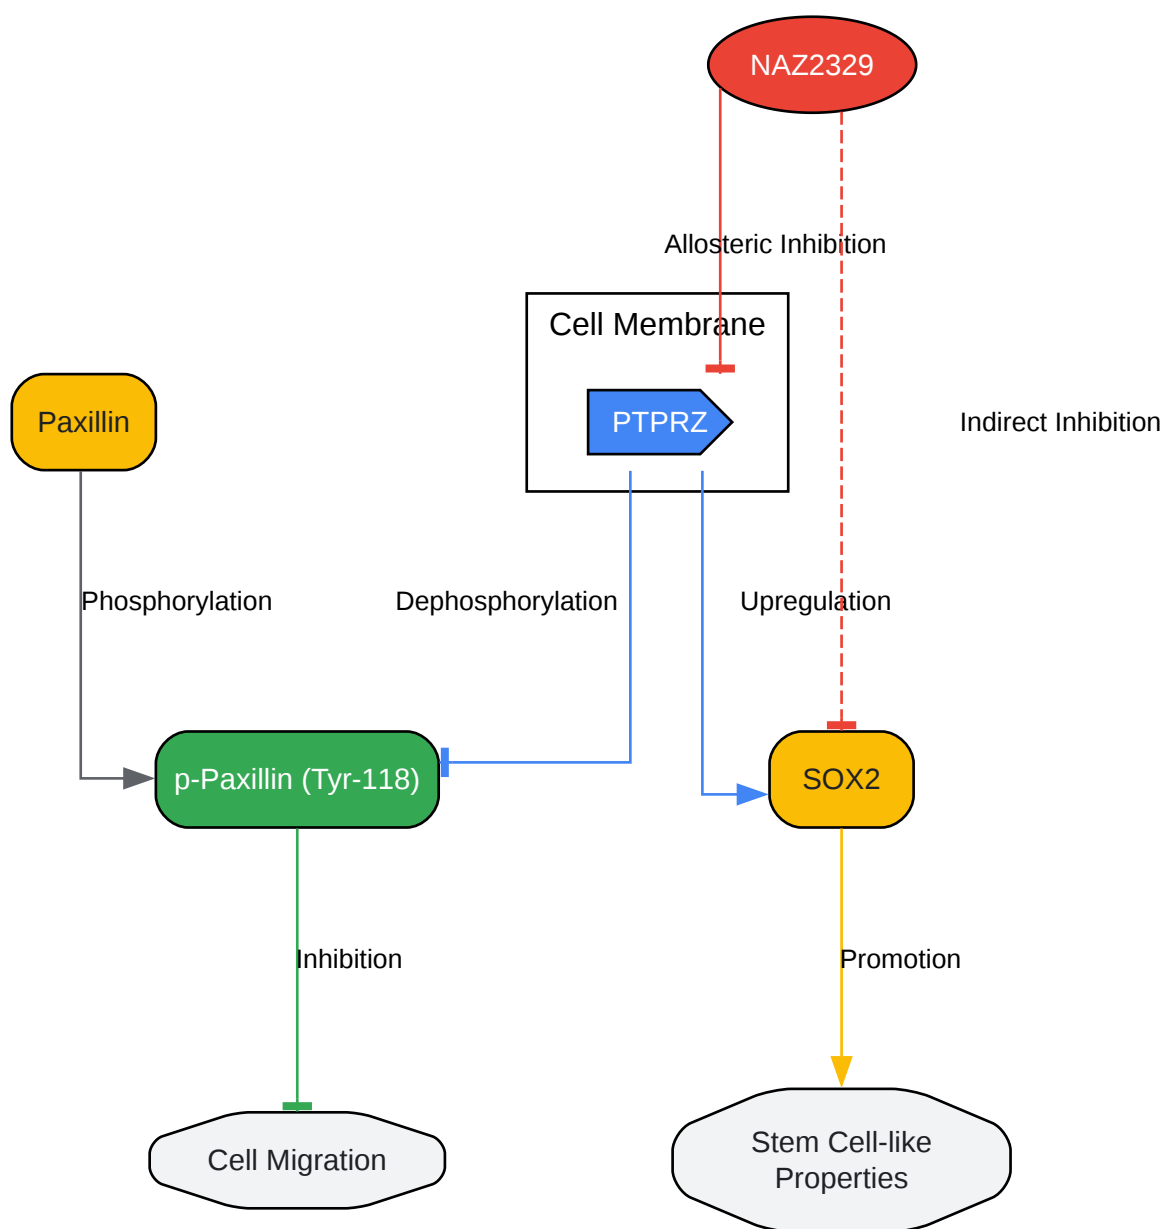 NAZ2329
Allosteric Inhibition
Cell Membrane
Paxillin
PTPRZ
Indirect Inhibition
Phosphorylation
Dephosphorylation
Upregulation
p-Paxillin (Tyr-118)
SOX2
Inhibition
Promotion
Cell Migration
Stem Cell-like
Properties